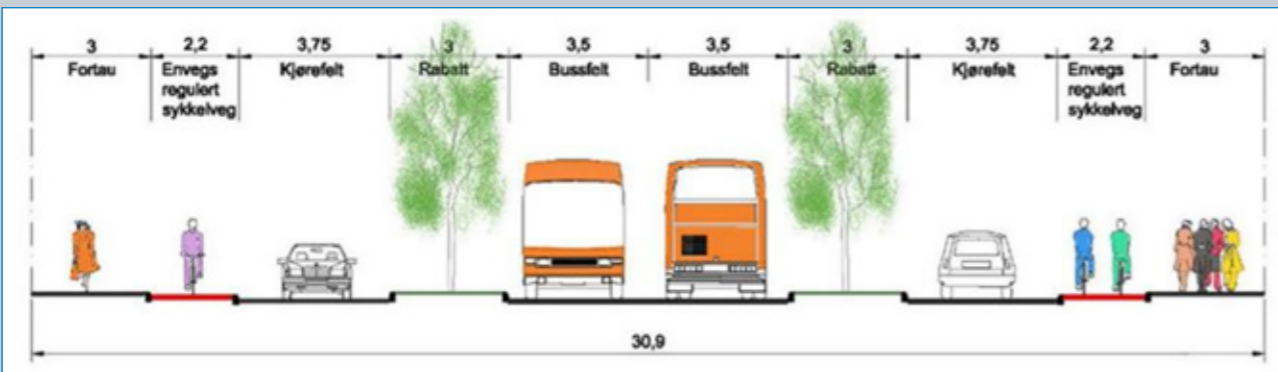 3 2,2 3,75 3 3,5 3,5 3 3,75 2,2 3
Fortau Envegs regulert sykkelveg Kjørefelt Rabatt Bussfelt Bussfelt Rabatt Kjørefelt Envegs regulert sykkelveg Fortau
30,9